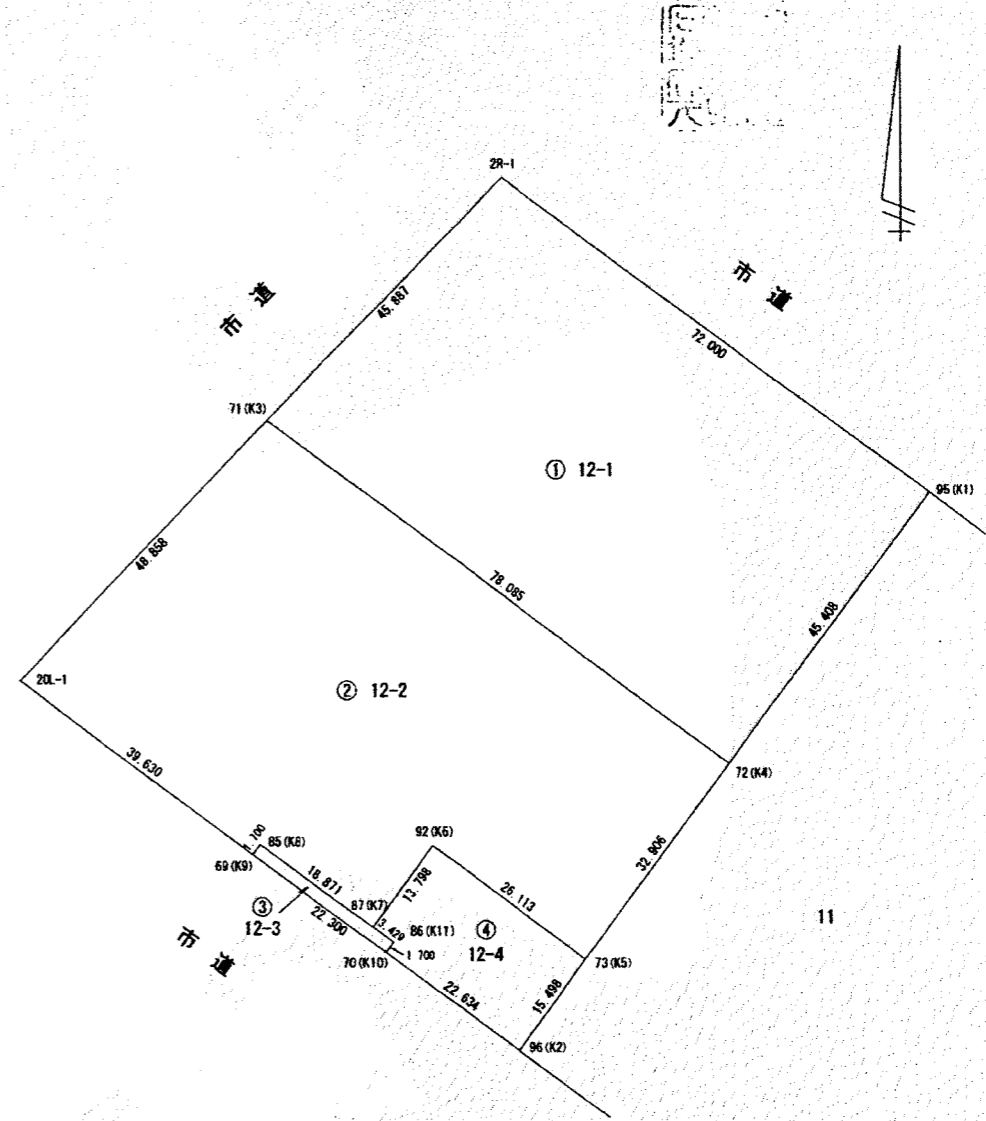 2R-1
市道
市道
45.887
72.000
71(K3)
① 12-1
95(K1)
48.858
78.085
45.408
② 12-2
20L-1
72(K4)
39.630
92(K6)
32.906
85(K8)
69(K9)
18.871
13.798
26.113
87(K7)
③
12-3
22.300
3.429
86(K11)
④
12-4
11
市道
70(K10)
1.700
73(K5)
22.634
15.498
96(K2)